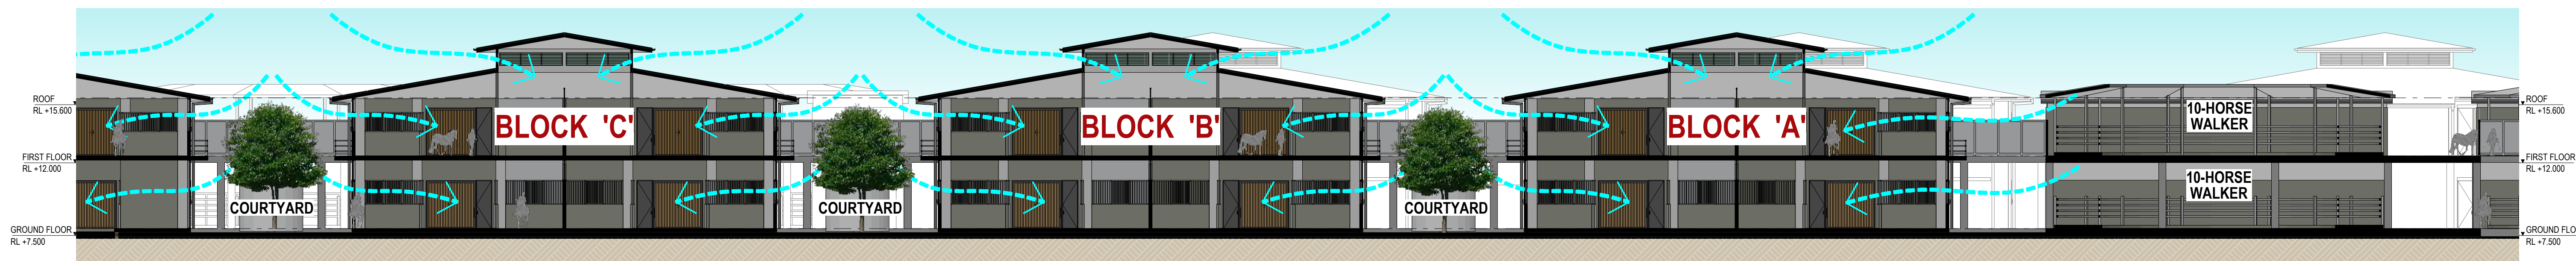 ROOF
RL +15.600
FIRST FLOOR
RL +12.000
GROUND FLOOR
RL +7.500
COURTYARD
BLOCK 'C'
COURTYARD
BLOCK 'B'
COURTYARD
BLOCK 'A'
10-HORSE
WALKER
10-HORSE
WALKER
ROOF
RL +15.600
FIRST FLOOR
RL +12.000
GROUND FLO
RL +7.500